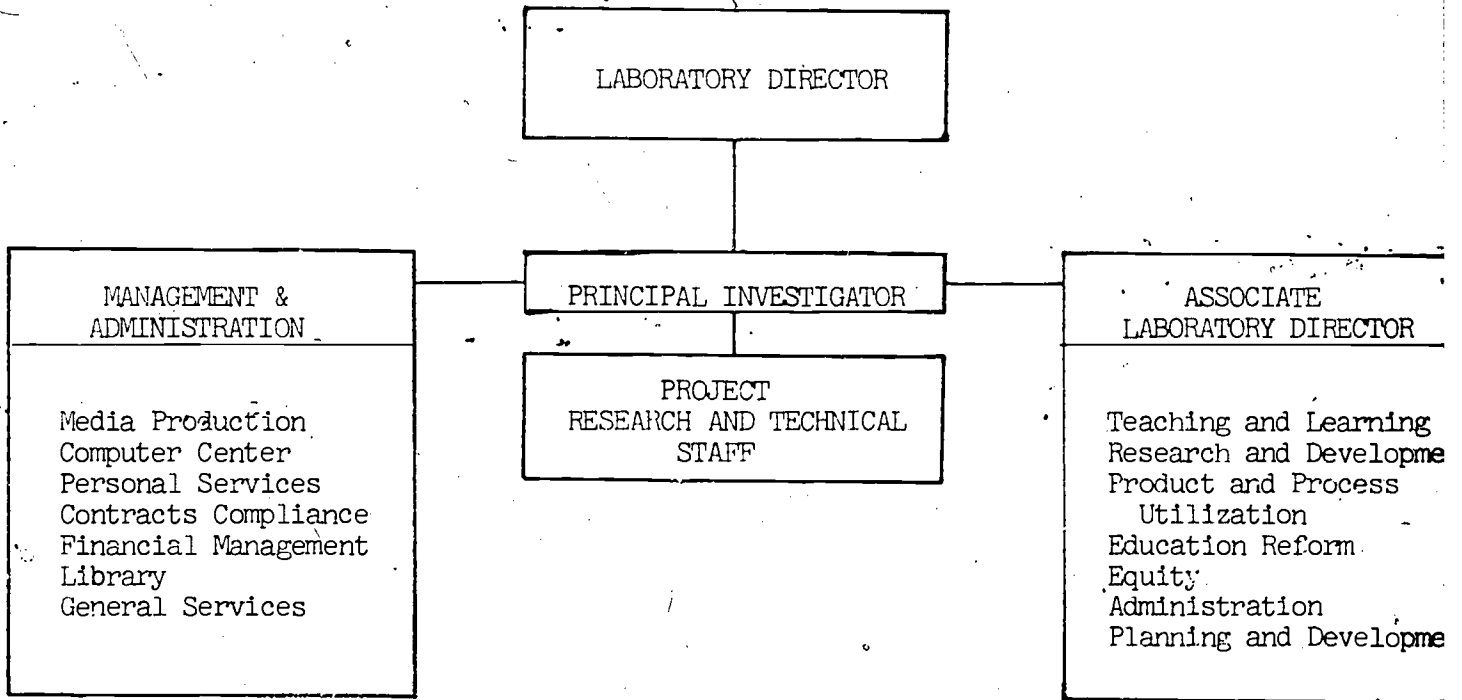 LABORATORY DIRECTOR
MANAGEMENT &
ADMINISTRATION
Media Production
Computer Center
Personal Services
Contracts Compliance
Financial Management
Library
General Services
PRINCIPAL INVESTIGATOR
PROJECT
RESEARCH AND TECHNICAL
STAFF
ASSOCIATE
LABORATORY DIRECTOR
Teaching and Learning
Research and Developme
Product and Process
Utilization
Education Reform
Equity
Administration
Planning and Developme